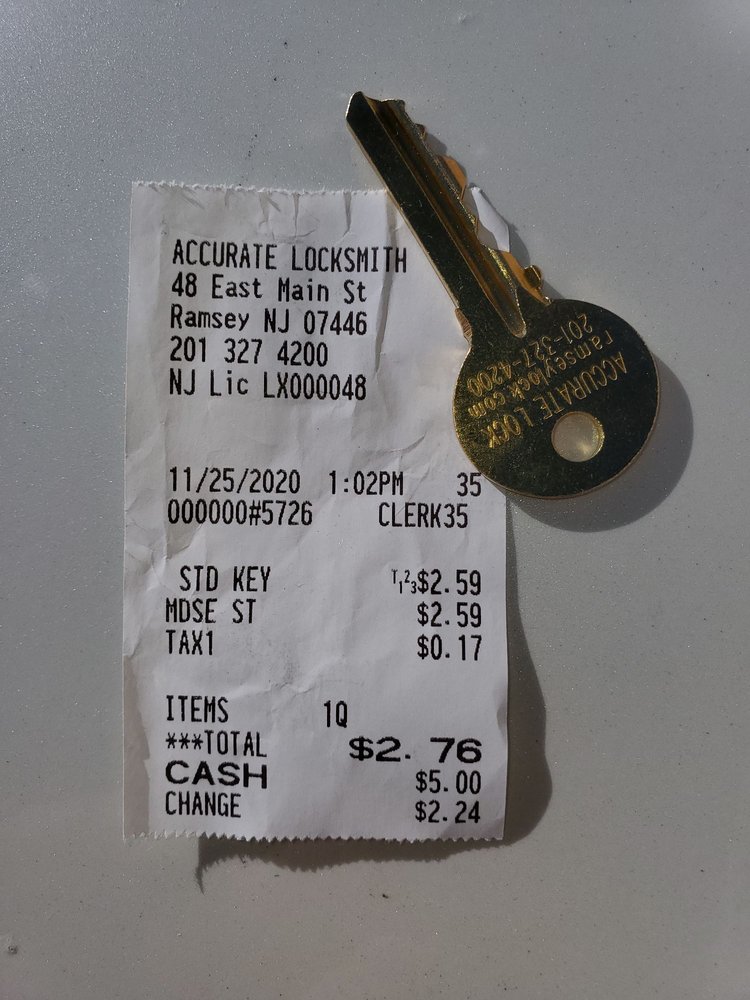 ACCURATE LOCKSMITH
48 East Main St
Ramsey NJ 07446
201 327 4200
NJ Lic LX000048
11/25/2020 1:02PM 35
000000#5726 CLERK35
STD KEY T₁²₃$2.59
MDSE ST $2.59
TAX1 $0.17
ITEMS 1Q
***TOTAL $2.76
CASH $5.00
CHANGE $2.24
ACCURATE LOCK
ramseylock.com
201-327-4200